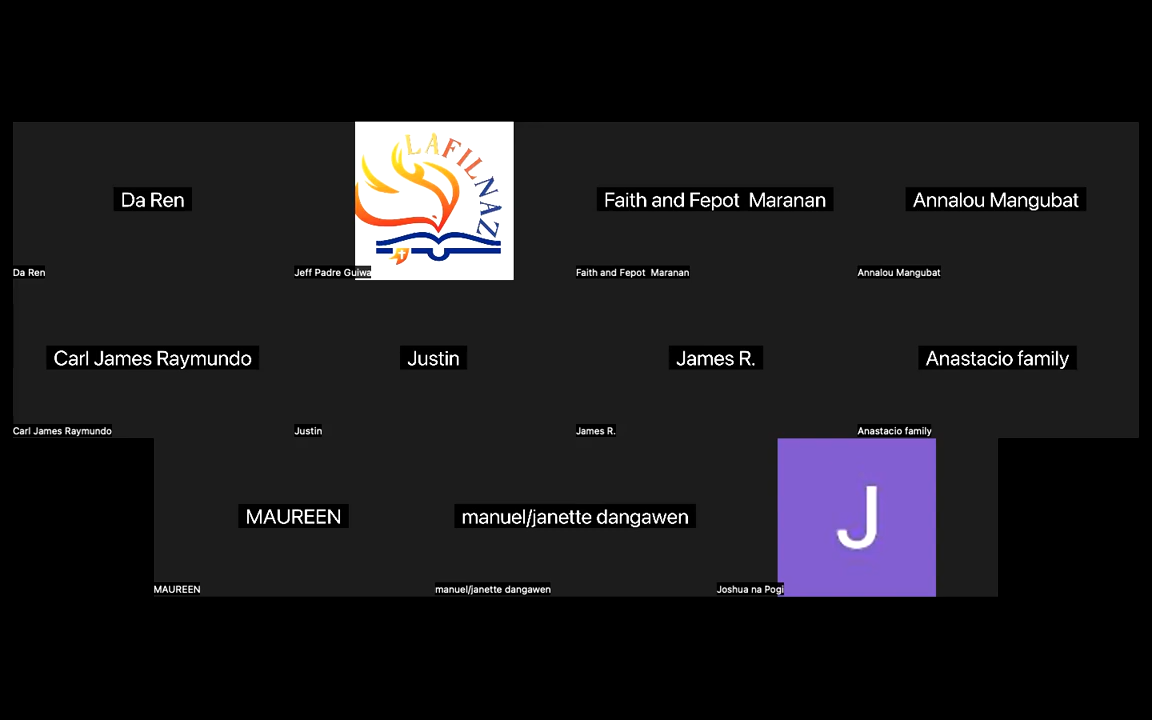 Da Ren
LAFILNAZ
Faith and Fepot Maranan
Annalou Mangubat
Da Ren
Jeff Padre Guiwa
Faith and Fepot Maranan
Annalou Mangubat
Carl James Raymundo
Justin
James R.
Anastacio family
Carl James Raymundo
Justin
James R.
Anastacio family
MAUREEN
manuel/janette dangawen
J
MAUREEN
manuel/janette dangawen
Joshua na Pogi